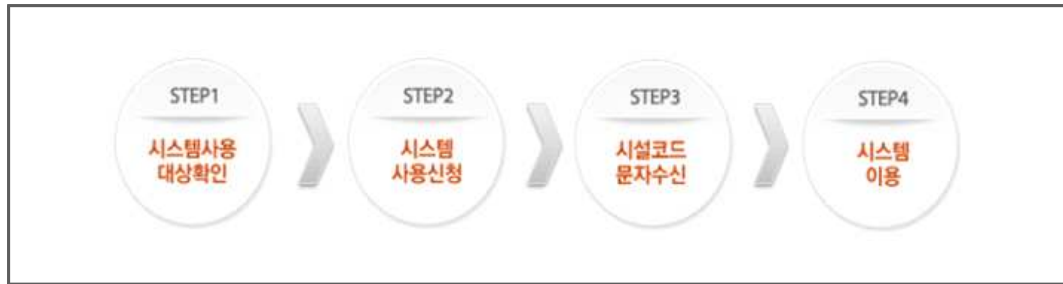 STEP1
시스템사용
대상확인
STEP2
시스템
사용신청
STEP3
시설코드
문자수신
STEP4
시스템
이용